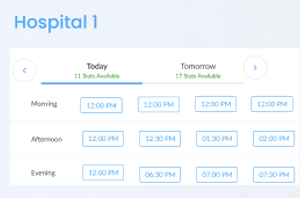 Hospital 1
Today Tomorrow
11 Slots Available 17 Slots Available
Morning 12:00 PM 12:00 PM 12:00 PM 12:00 PM
Afternoon 12:00 PM 12:30 PM 01:30 PM 02:00 PM
Evening 12:00 PM 06:30 PM 07:00 PM 07:30 PM